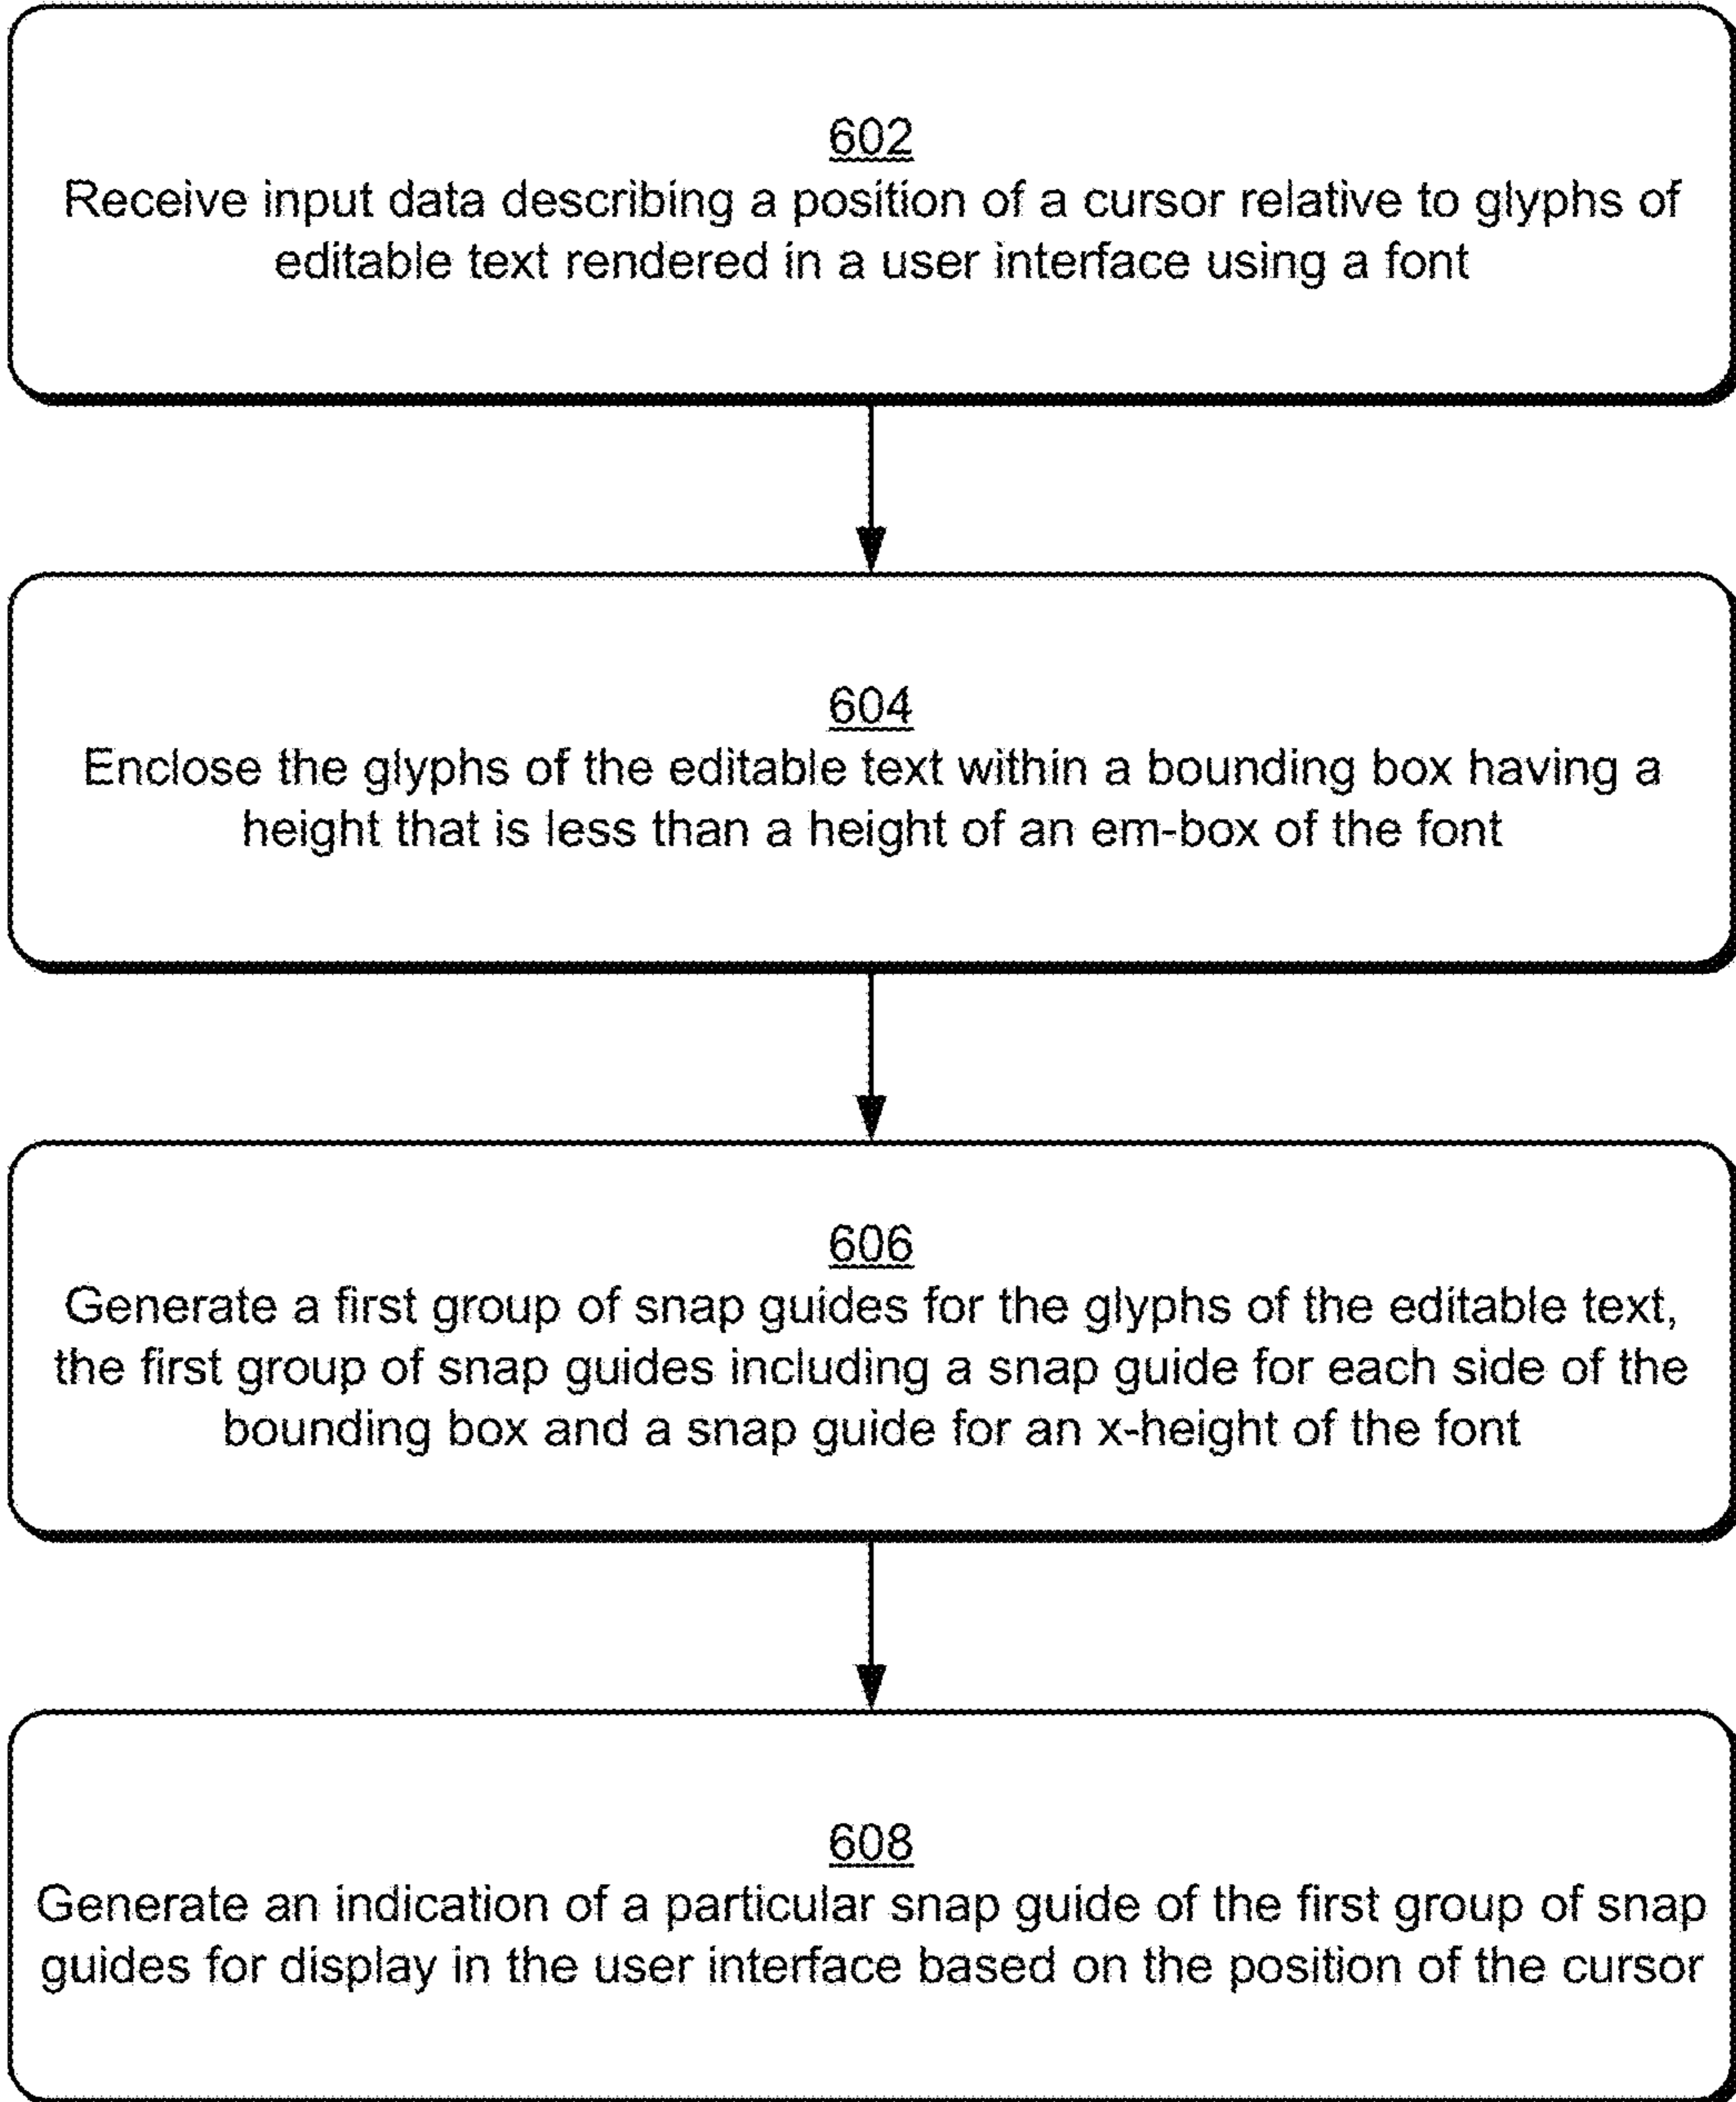 602
Receive input data describing a position of a cursor relative to glyphs of
editable text rendered in a user interface using a font
604
Enclose the glyphs of the editable text within a bounding box having a
height that is less than a height of an em-box of the font
606
Generate a first group of snap guides for the glyphs of the editable text,
the first group of snap guides including a snap guide for each side of the
bounding box and a snap guide for an x-height of the font
608
Generate an indication of a particular snap guide of the first group of snap
guides for display in the user interface based on the position of the cursor